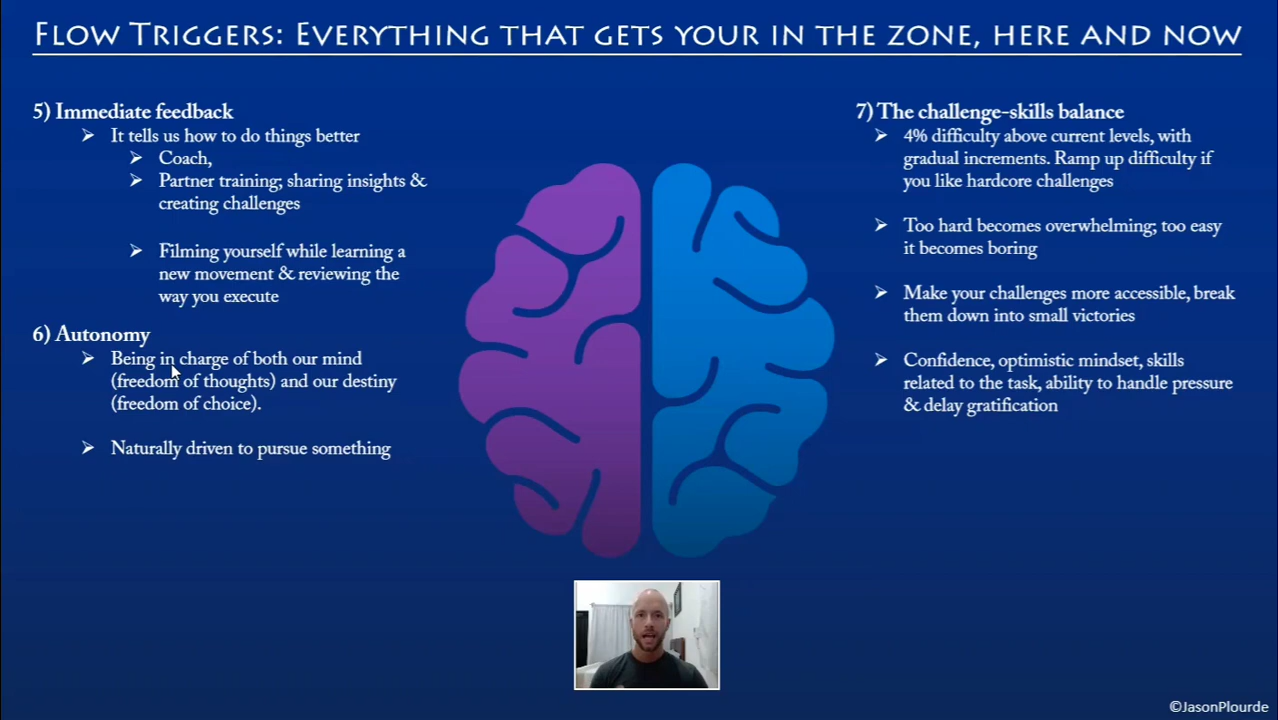 FLOW TRIGGERS: EVERYTHING THAT GETS YOUR IN THE ZONE, HERE AND NOW
5) Immediate feedback
➢ It tells us how to do things better
➢ Coach,
➢ Partner training; sharing insights &
creating challenges
➢ Filming yourself while learning a
new movement & reviewing the
way you execute
6) Autonomy
➢ Being in charge of both our mind
(freedom of thoughts) and our destiny
(freedom of choice).
➢ Naturally driven to pursue something
7) The challenge-skills balance
➢ 4% difficulty above current levels, with
gradual increments. Ramp up difficulty if
you like hardcore challenges
➢ Too hard becomes overwhelming; too easy
it becomes boring
➢ Make your challenges more accessible, break
them down into small victories
➢ Confidence, optimistic mindset, skills
related to the task, ability to handle pressure
& delay gratification
©JasonPlourde